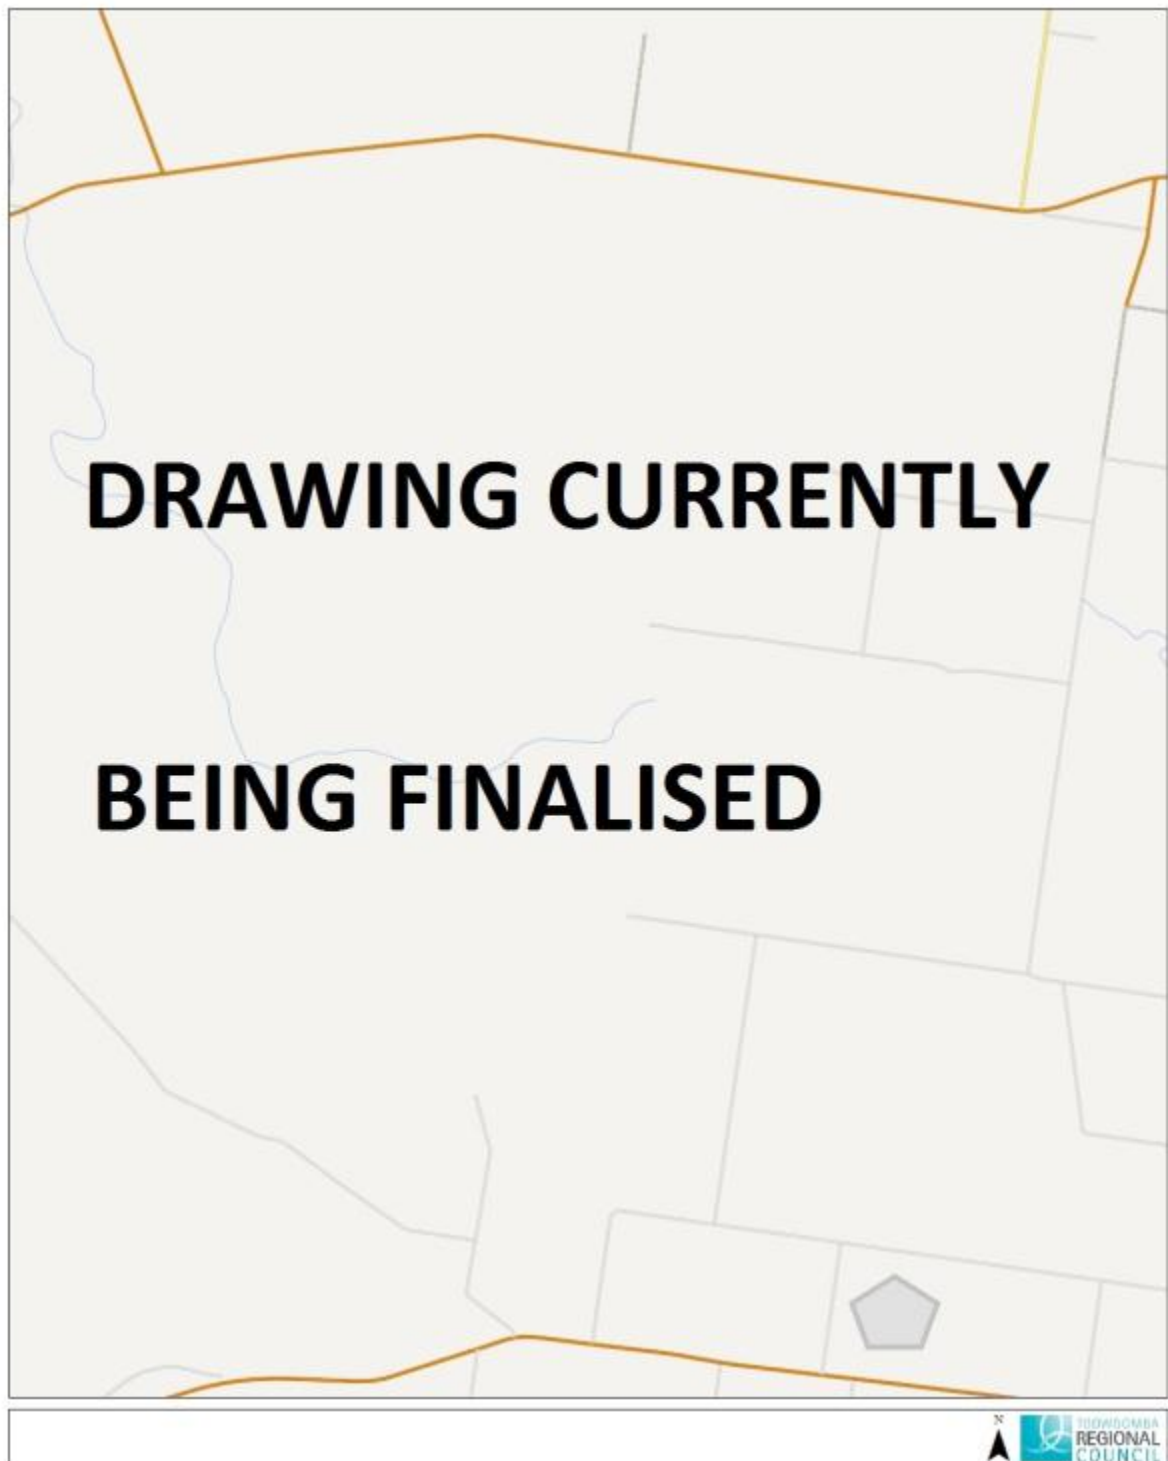 DRAWING CURRENTLY
BEING FINALISED
N
TOOWOOMBA
REGIONAL
COUNCIL